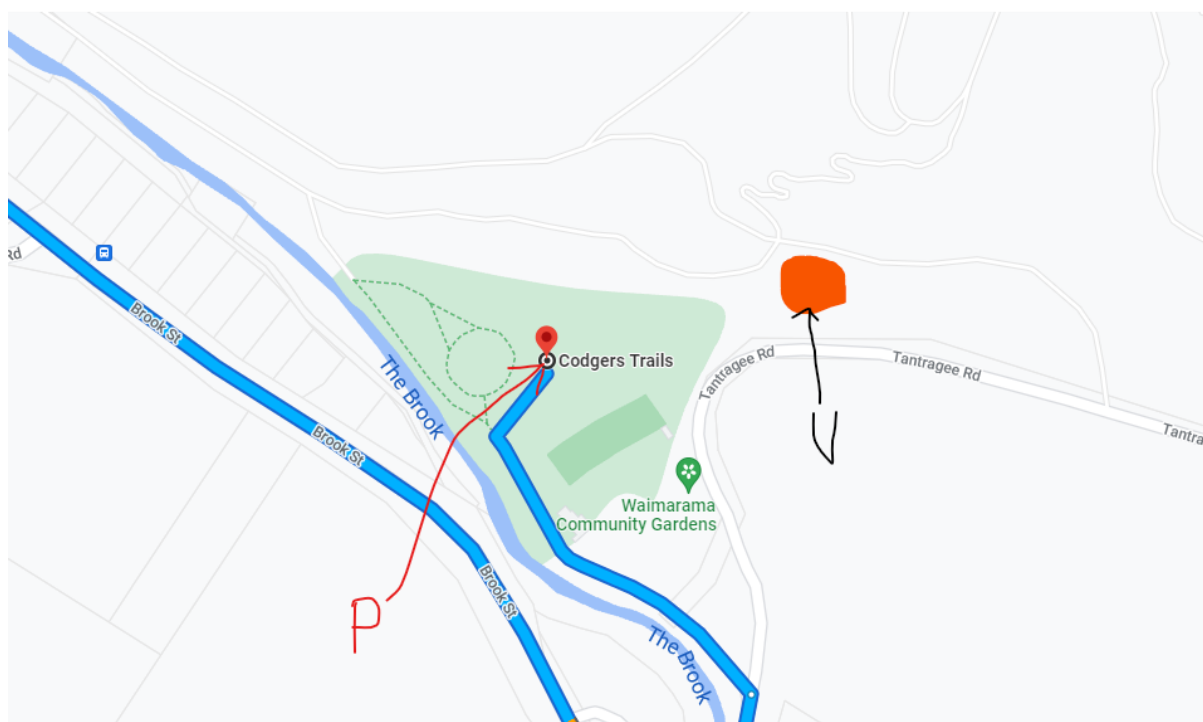 Rd
Brook St
Tantragee Rd
Tantragee Rd
Codgers Trails
The Brook
Tantra
Brook St
Waimarama
Community Gardens
Brook St
P
The Brook